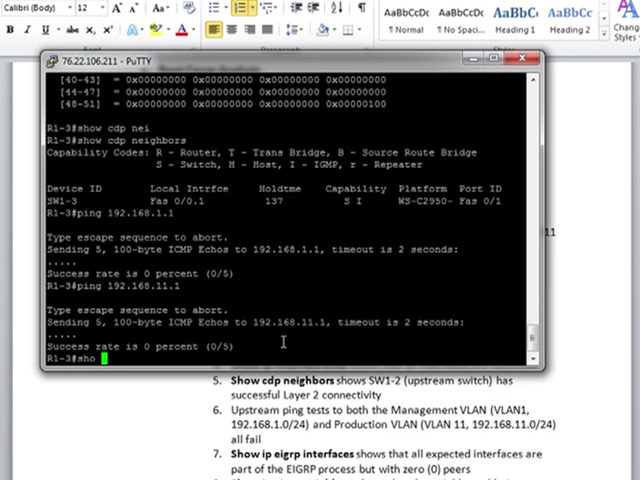 Calibri (Body)
12
B I U
AaBbCcDc AaBbCcDc AaBbC AaBbCc A
¶ Normal ¶ No Spaci... Heading 1 Heading 2 Change
76.22.106.211 - PuTTY
[40-43] = 0x00000000 0x00000000 0x00000000 0x00000000
[44-47] = 0x00000000 0x00000000 0x00000000 0x00000000
[48-51] = 0x00000000 0x00000000 0x00000000 0x00000100
R1-3#show cdp nei
R1-3#show cdp neighbors
Capability Codes: R - Router, T - Trans Bridge, B - Source Route Bridge
S - Switch, H - Host, I - IGMP, r - Repeater
Device ID Local Intrfce Holdtme Capability Platform Port ID
SW1-3 Fas 0/0.1 137 S I WS-C2950- Fas 0/1
R1-3#ping 192.168.1.1
Type escape sequence to abort.
Sending 5, 100-byte ICMP Echos to 192.168.1.1, timeout is 2 seconds:
.....
Success rate is 0 percent (0/5)
R1-3#ping 192.168.11.1
Type escape sequence to abort.
Sending 5, 100-byte ICMP Echos to 192.168.11.1, timeout is 2 seconds:
.....
Success rate is 0 percent (0/5)
R1-3#sho
11
5. Show cdp neighbors shows SW1-2 (upstream switch) has
successful Layer 2 connectivity
6. Upstream ping tests to both the Management VLAN (VLAN1,
192.168.1.0/24) and Production VLAN (VLAN 11, 192.168.11.0/24)
all fail
7. Show ip eigrp interfaces shows that all expected interfaces are
part of the EIGRP process but with zero (0) peers